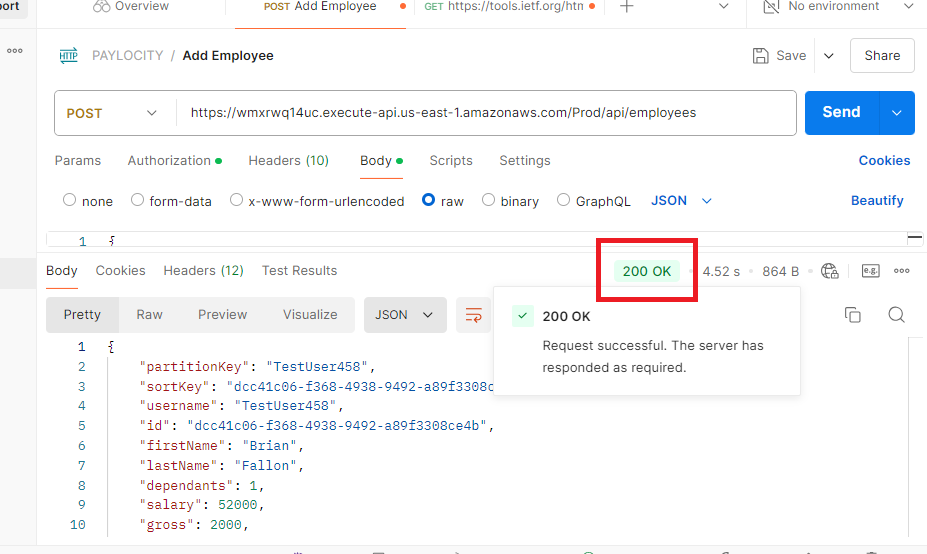 port
Overview
POST Add Employee
GET https://tools.ietf.org/htm
No environment
HTTP PAYLOCITY / Add Employee
Save
Share
POST https://wmxrwq14uc.execute-api.us-east-1.amazonaws.com/Prod/api/employees
Send
Params Authorization Headers (10) Body Scripts Settings Cookies
none form-data x-www-form-urlencoded raw binary GraphQL JSON Beautify
1 {
Body Cookies Headers (12) Test Results 200 OK 4.52 s 864 B e.g.
Pretty Raw Preview Visualize JSON
200 OK
Request successful. The server has
responded as required.
1 {
2 "partitionKey": "TestUser458",
3 "sortKey": "dcc41c06-f368-4938-9492-a89f3308c
4 "username": "TestUser458",
5 "id": "dcc41c06-f368-4938-9492-a89f3308ce4b",
6 "firstName": "Brian",
7 "lastName": "Fallon",
8 "dependants": 1,
9 "salary": 52000,
10 "gross": 2000,